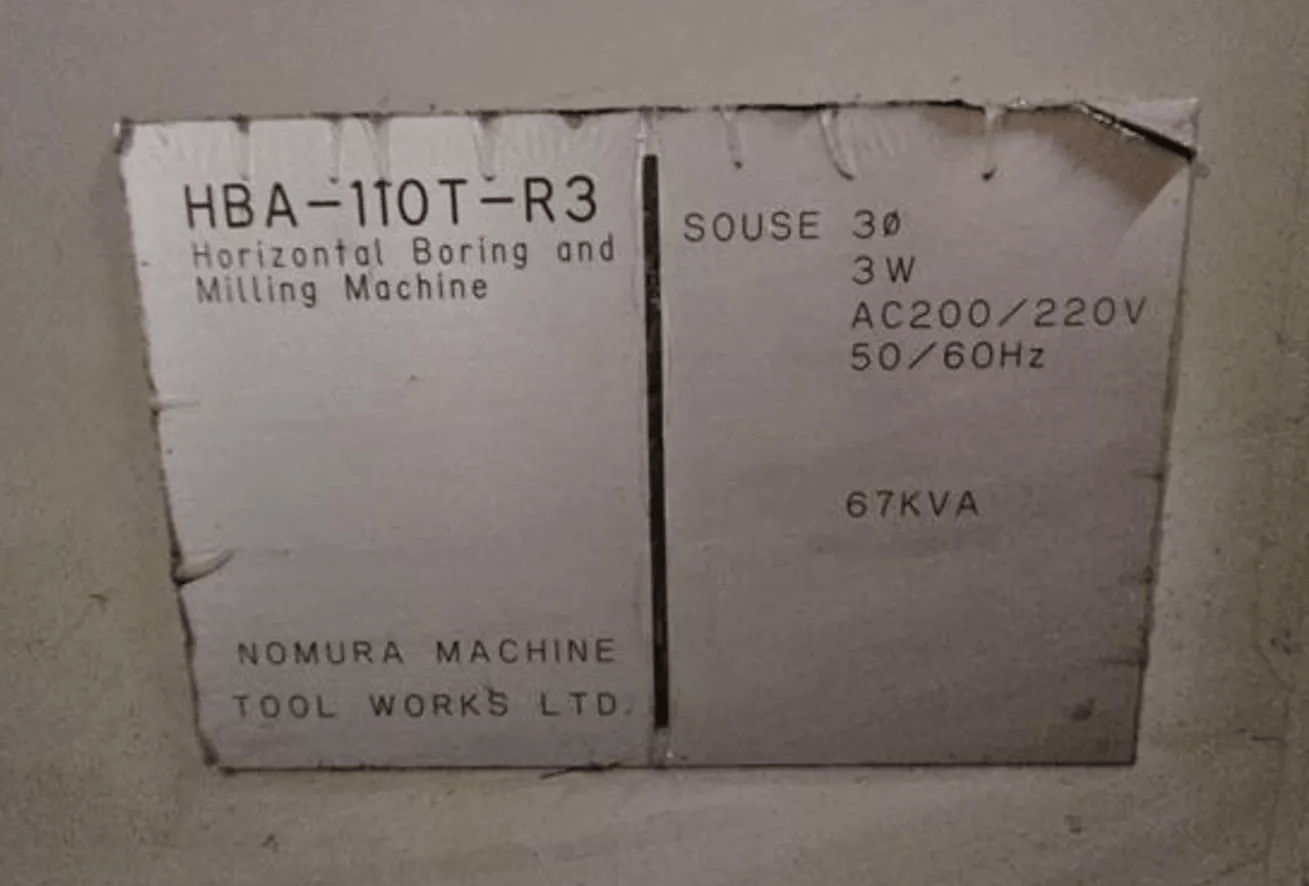 HBA-110T-R3
Horizontal Boring and
Milling Machine
NOMURA MACHINE
TOOL WORKS LTD.
SOUSE 3ø
3W
AC200/220V
50/60Hz
67KVA